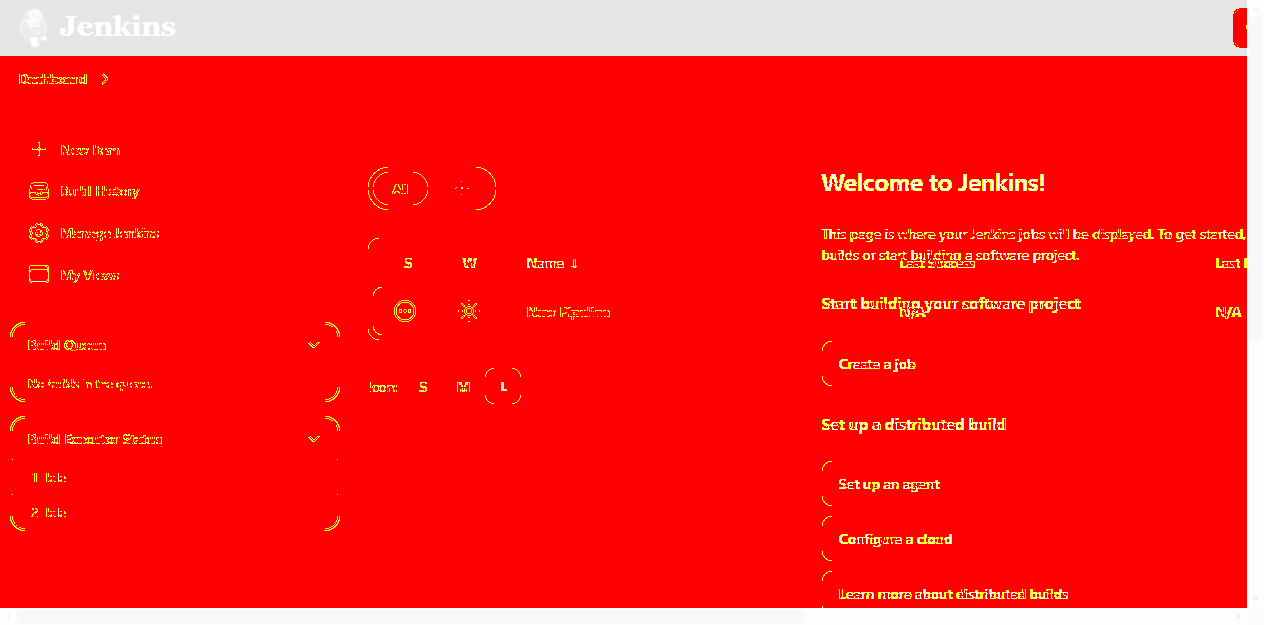 Jenkins
Dashboard
New Item
Build History
Manage Jenkins
My Views
Build Queue
No builds in the queue.
Build Executor Status
1 Idle
2 Idle
All
S W Name ↓ Last Success
New Pipeline N/A N/A
Icon: S M L
Welcome to Jenkins!
This page is where your Jenkins jobs will be displayed. To get started,
builds or start building a software project.
Start building your software project
Create a job
Set up a distributed build
Set up an agent
Configure a cloud
Learn more about distributed builds